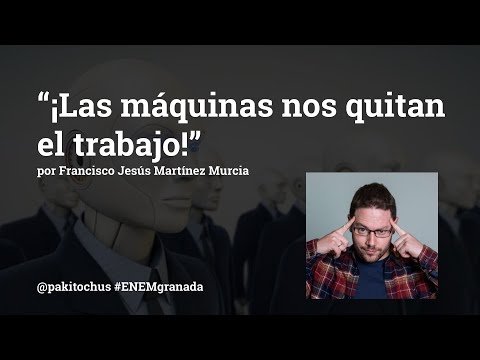 “¡Las máquinas nos quitan
el trabajo!”
por Francisco Jesús Martínez Murcia
@pakitochus #ENEMgranada